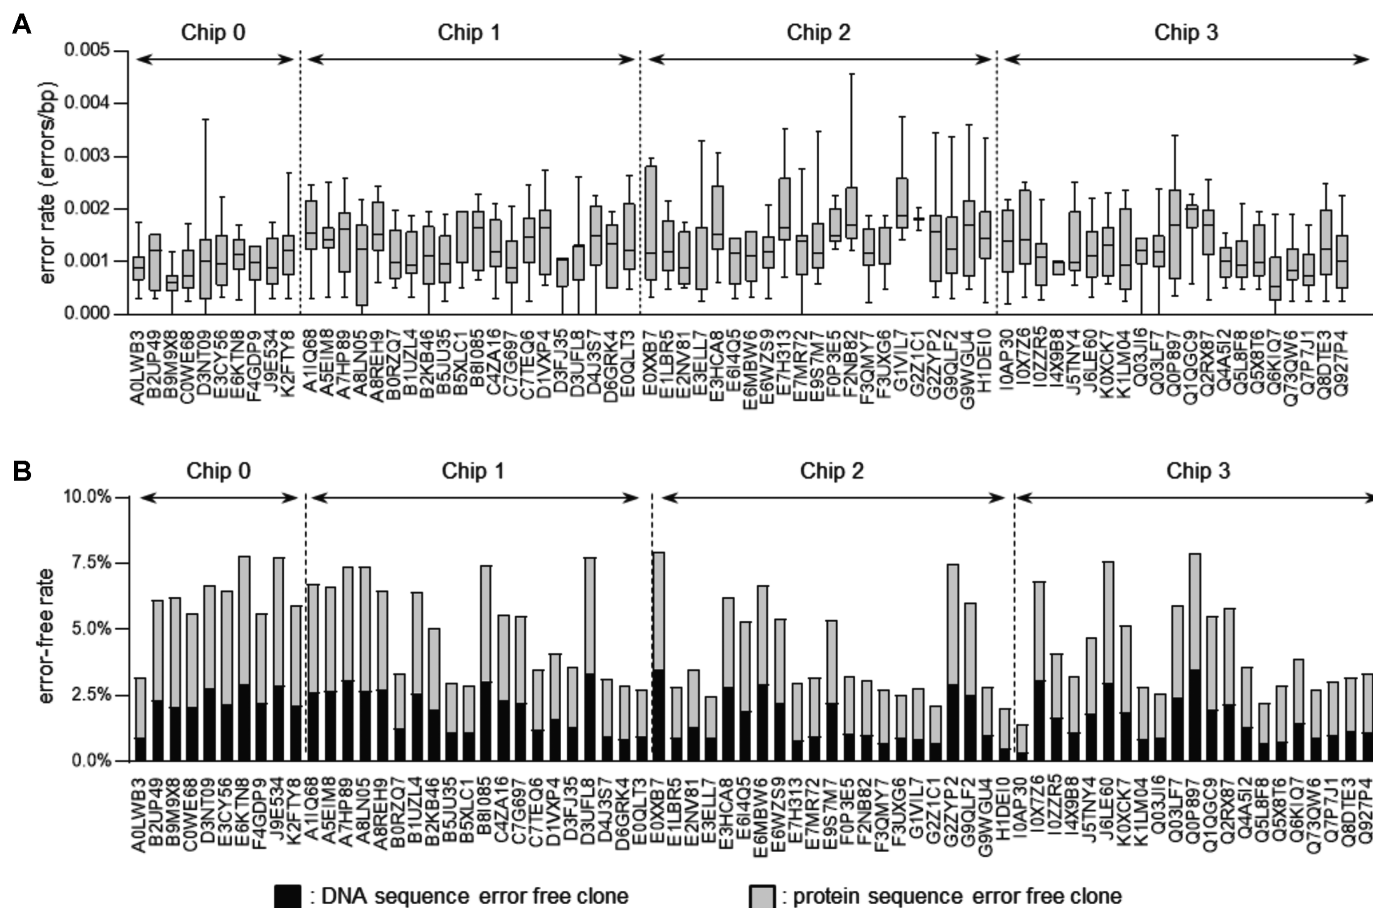 A
Chip 0 Chip 1 Chip 2 Chip 3
error rate (errors/bp)
0.005
0.004
0.003
0.002
0.001
0.000
A0LWB3 B2UP49 B9M9X8 C0WE68 D3NT09 E3CY56 E6KTN8 F4GDP9 J9E534 K2FTY8 A1IQ68 A5EIM8 A7HP89 A8LN05 A8REH9 B0RZQ7 B1UZL4 B2KB46 B5JU35 B5XLC1 B8I085 C4ZA16 C7G697 C7TEQ6 D1VXP4 D3FJ35 D3UFL8 D4J3S7 D6GRK4 E0QLT3 E0XXB7 E1LBR5 E2NV81 E3ELL7 E3HCA8 E6I4Q5 E6MBW6 E6WZS9 E7H313 E7MR72 E9S7M7 F0P3E5 F2NB82 F3QMY7 F3UXG6 G1VIL7 G2Z1C1 G2ZYP2 G9QLF2 G9WGU4 H1DEI0 I0AP30 I0X7Z6 I0ZZR5 I4X9B8 J5TNY4 J6LE60 K0XCK7 K1LM04 Q03JI6 Q03LF7 Q0P897 Q1QGC9 Q2RX87 Q4A5I2 Q5L8F8 Q5X8T6 Q6KIQ7 Q73QW6 Q7P7J1 Q8DTE3 Q927P4
B
Chip 0 Chip 1 Chip 2 Chip 3
error-free rate
10.0%
7.5%
5.0%
2.5%
0.0%
A0LWB3 B2UP49 B9M9X8 C0WE68 D3NT09 E3CY56 E6KTN8 F4GDP9 J9E534 K2FTY8 A1IQ68 A5EIM8 A7HP89 A8LN05 A8REH9 B0RZQ7 B1UZL4 B2KB46 B5JU35 B5XLC1 B8I085 C4ZA16 C7G697 C7TEQ6 D1VXP4 D3FJ35 D3UFL8 D4J3S7 D6GRK4 E0QLT3 E0XXB7 E1LBR5 E2NV81 E3ELL7 E3HCA8 E6I4Q5 E6MBW6 E6WZS9 E7H313 E7MR72 E9S7M7 F0P3E5 F2NB82 F3QMY7 F3UXG6 G1VIL7 G2Z1C1 G2ZYP2 G9QLF2 G9WGU4 H1DEI0 I0AP30 I0X7Z6 I0ZZR5 I4X9B8 J5TNY4 J6LE60 K0XCK7 K1LM04 Q03JI6 Q03LF7 Q0P897 Q1QGC9 Q2RX87 Q4A5I2 Q5L8F8 Q5X8T6 Q6KIQ7 Q73QW6 Q7P7J1 Q8DTE3 Q927P4
: DNA sequence error free clone : protein sequence error free clone